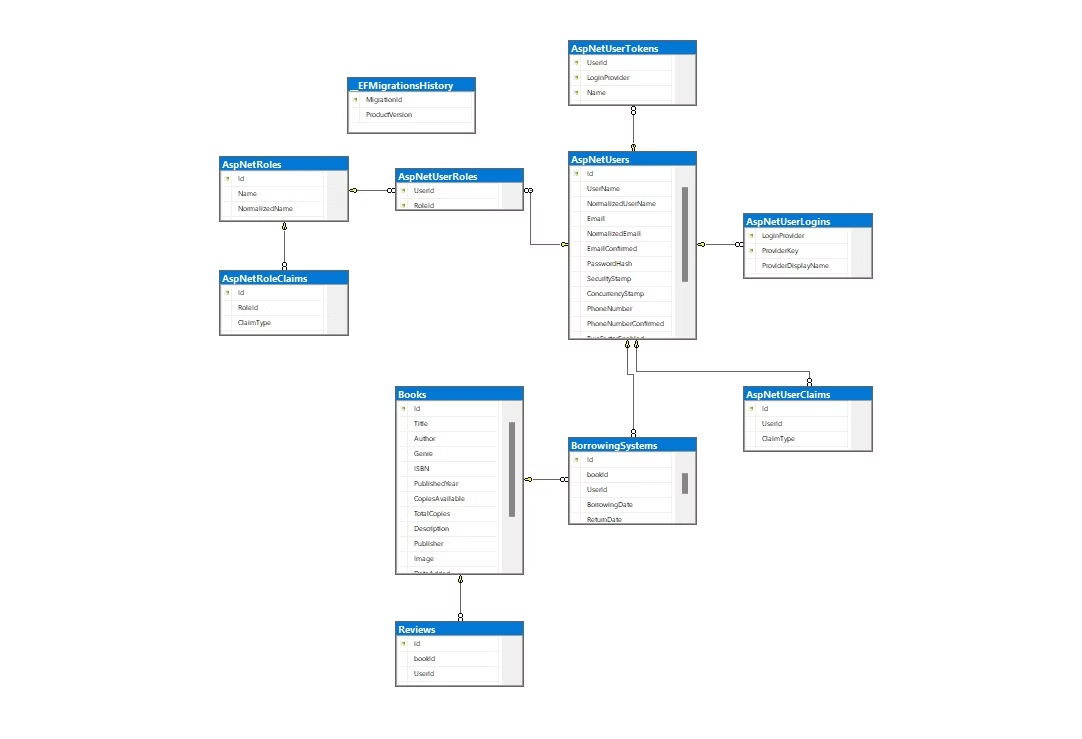 AspNetUserTokens
UserId
LoginProvider
Name
_EFMigrationsHistory
MigrationId
ProductVersion
AspNetUsers
Id
UserName
NormalizedUserName
Email
NormalizedEmail
EmailConfirmed
PasswordHash
SecurityStamp
ConcurrencyStamp
PhoneNumber
PhoneNumberConfirmed
AspNetRoles
Id
Name
NormalizedName
AspNetUserRoles
UserId
RoleId
AspNetUserLogins
LoginProvider
ProviderKey
ProviderDisplayName
AspNetRoleClaims
Id
RoleId
ClaimType
Books
Id
Title
Author
Genre
ISBN
PublishedYear
CopiesAvailable
TotalCopies
Description
Publisher
Image
AspNetUserClaims
Id
UserId
ClaimType
BorrowingSystems
Id
bookId
UserId
BorrowingDate
ReturnDate
Reviews
Id
bookId
UserId